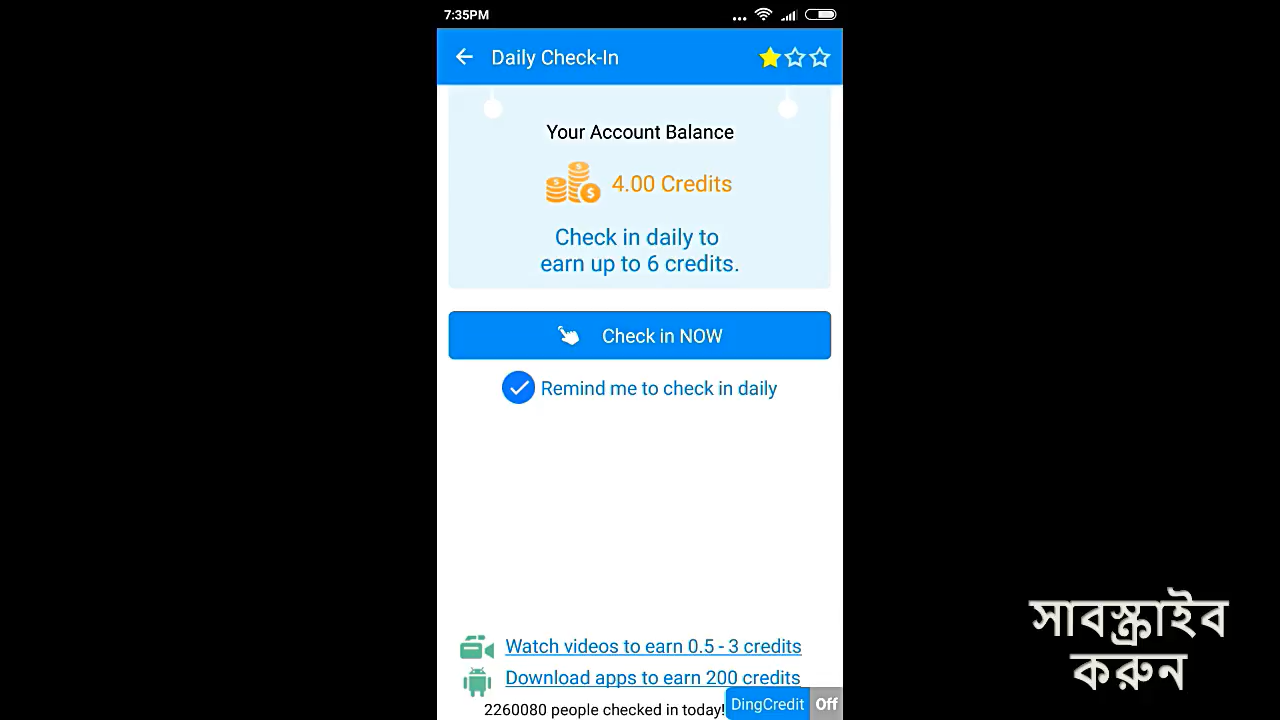 7:35PM
Daily Check-In
Your Account Balance
4.00 Credits
Check in daily to
earn up to 6 credits.
Check in NOW
Remind me to check in daily
Watch videos to earn 0.5 - 3 credits
Download apps to earn 200 credits
2260080 people checked in today!
DingCredit Off
সাবস্ক্রাইব
করুন